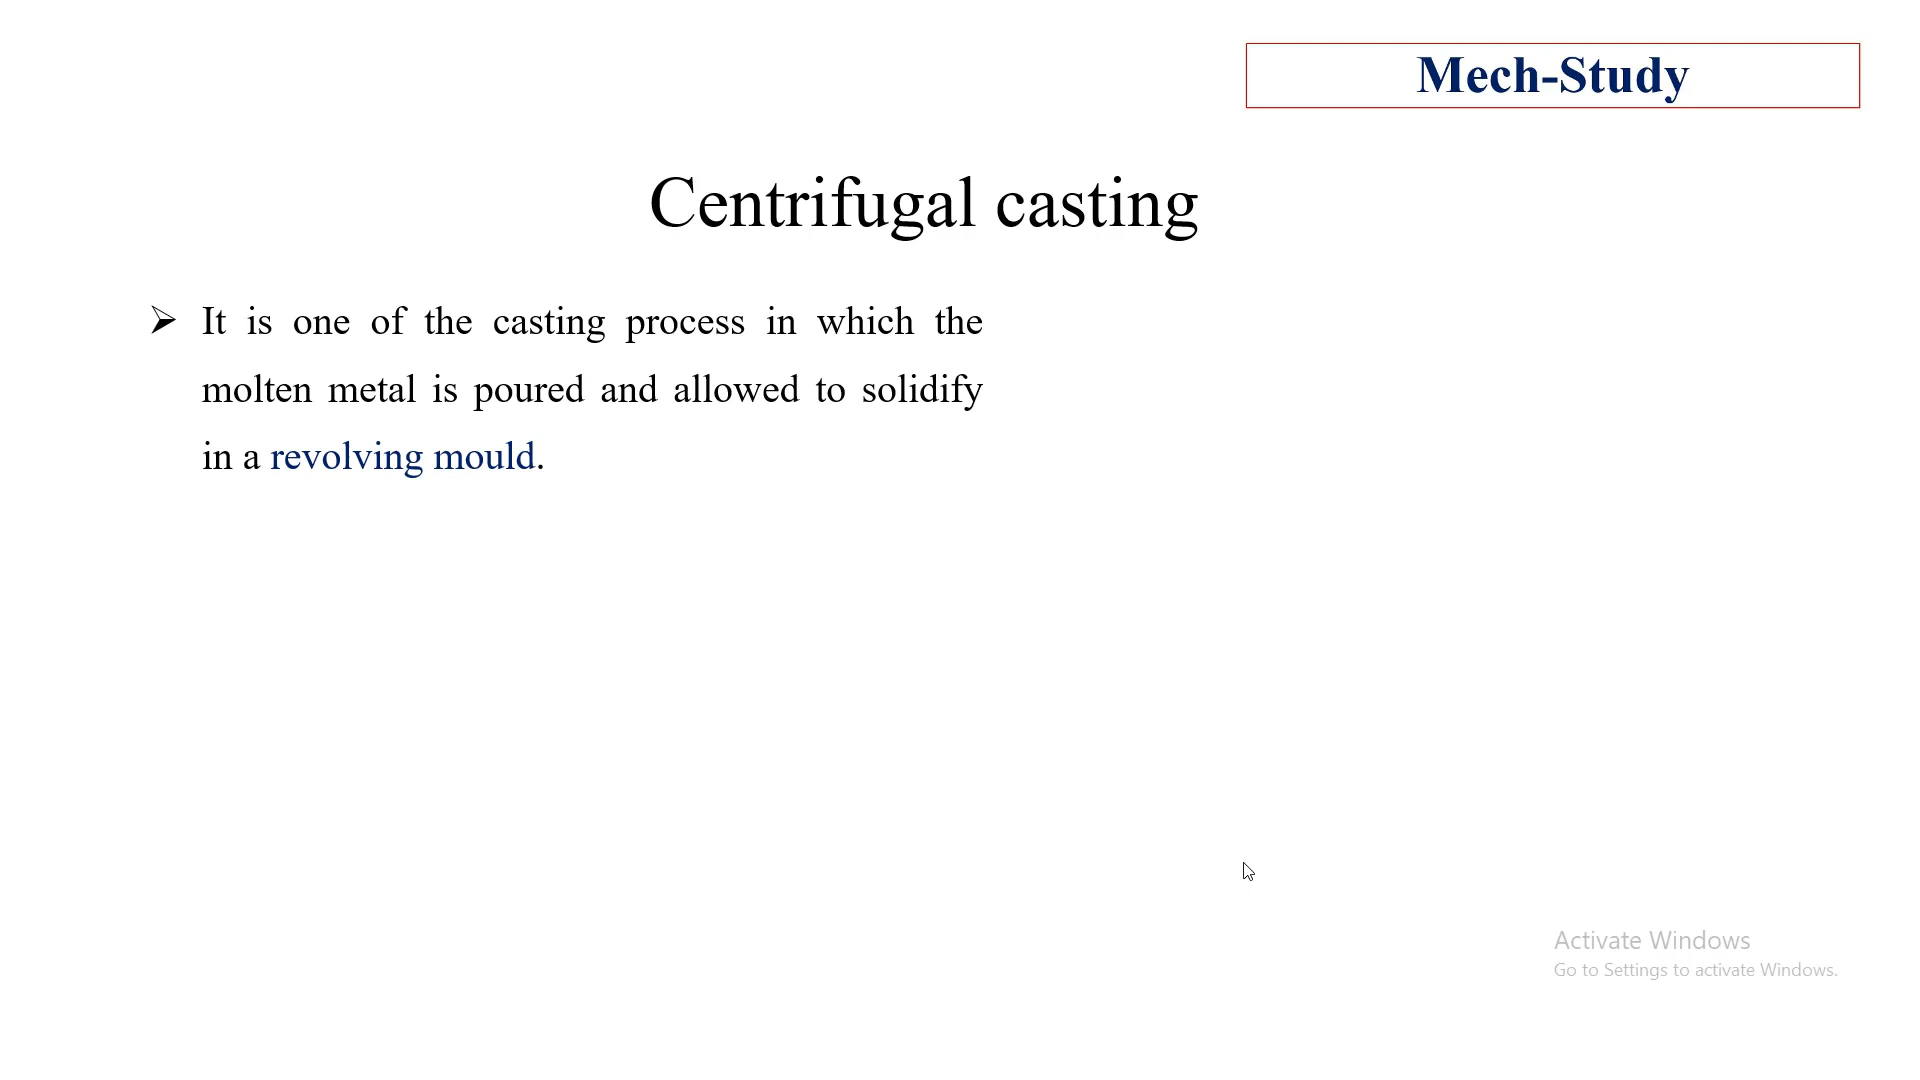 Mech-Study
Centrifugal casting
➢ It is one of the casting process in which the
molten metal is poured and allowed to solidify
in a revolving mould.
Activate Windows
Go to Settings to activate Windows.